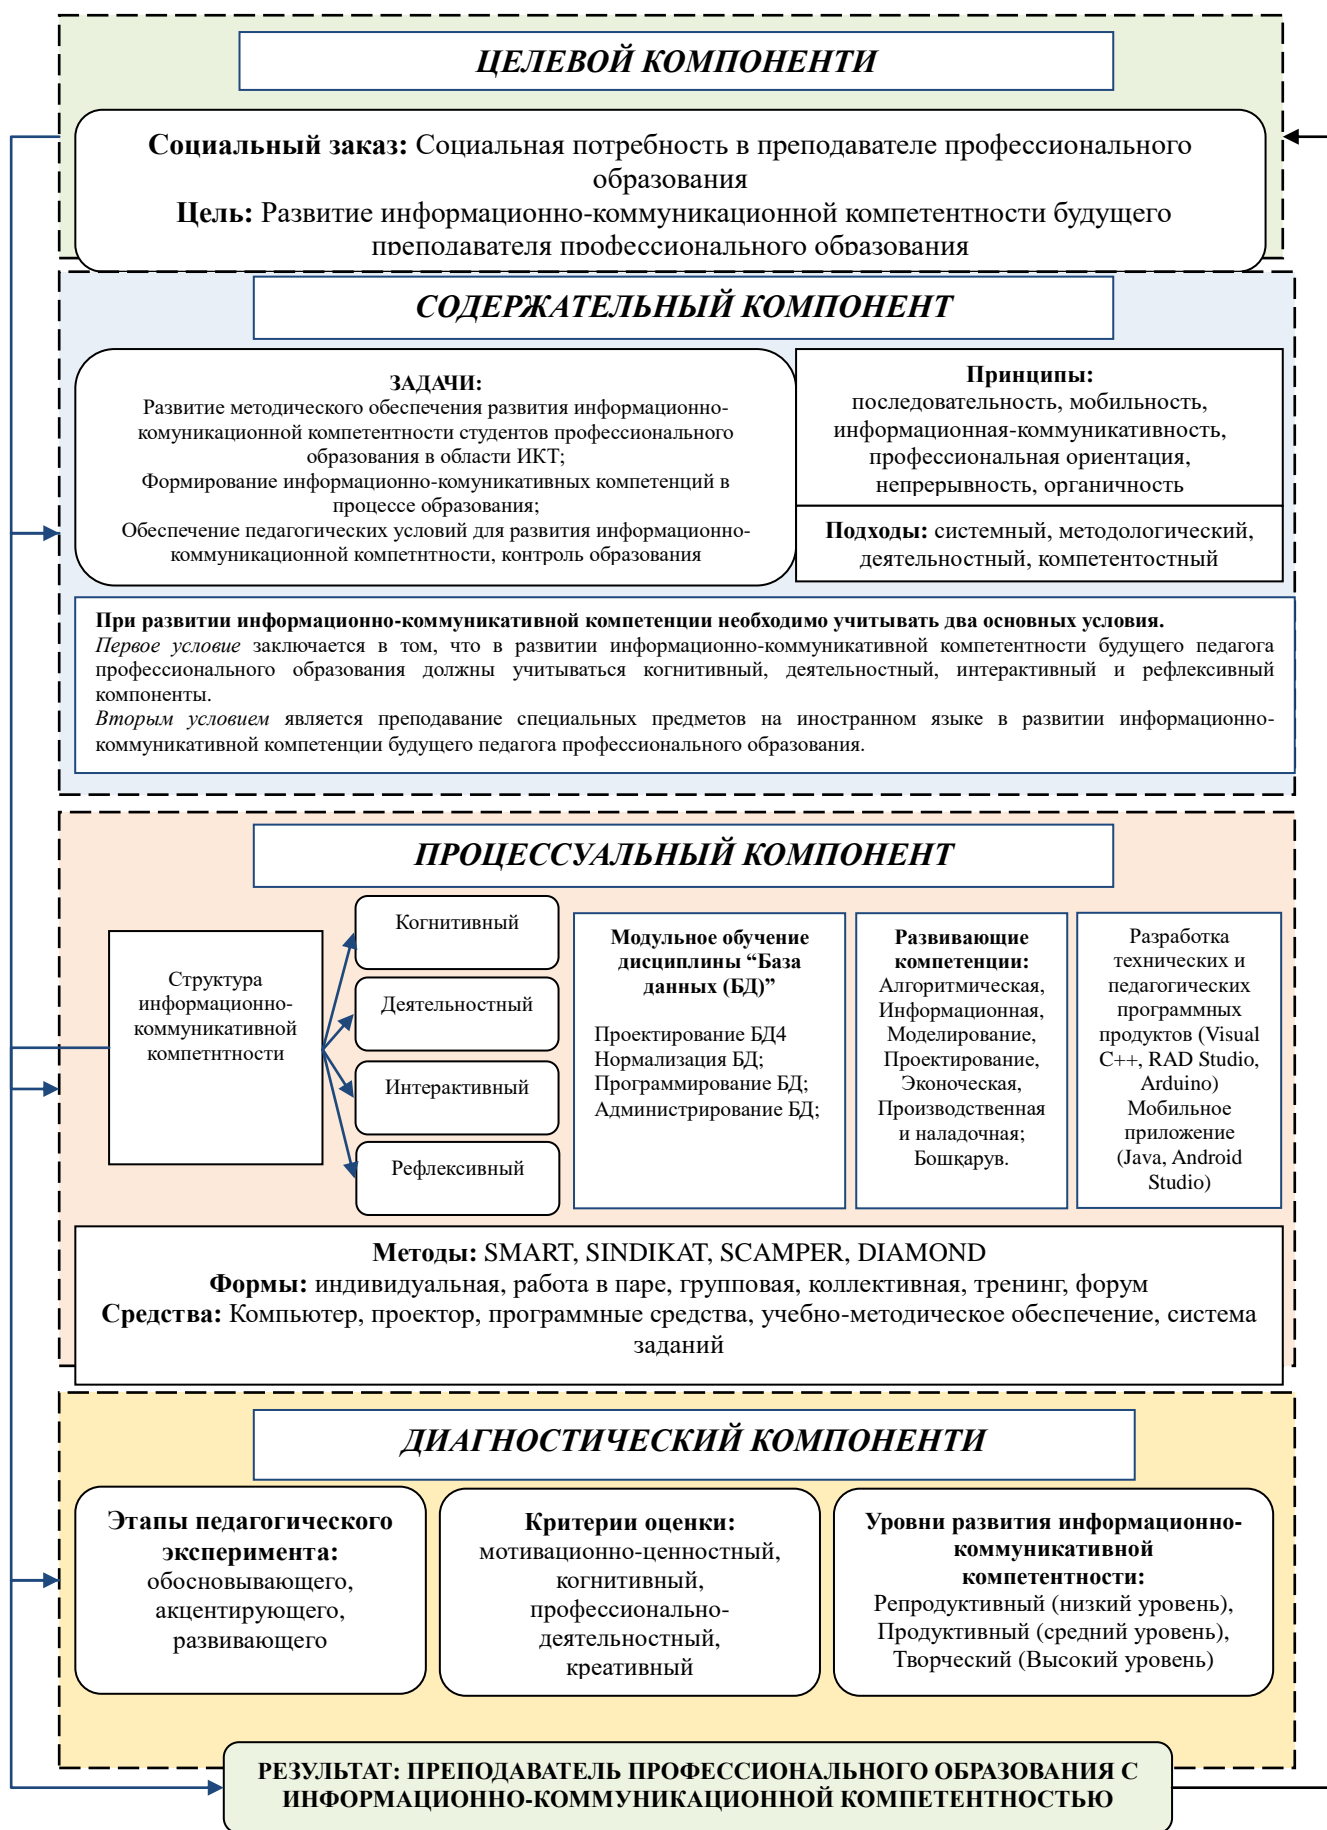 ЦЕЛЕВОЙ КОМПОНЕНТИ
Социальный заказ: Социальная потребность в преподавателе профессионального
образования
Цель: Развитие информационно-коммуникационной компетентности будущего
преподавателя профессионального образования
СОДЕРЖАТЕЛЬНЫЙ КОМПОНЕНТ
ЗАДАЧИ:
Развитие методического обеспечения развития информационно-
комуникационной компетентности студентов профессионального
образования в области ИКТ;
Формирование информационно-комуникативных компетенций в
процессе образования;
Обеспечение педагогических условий для развития информационно-
коммуникационной компетнтности, контроль образования
Принципы:
последовательность, мобильность,
информационная-коммуникативность,
профессиональная ориентация,
непрерывность, органичность
Подходы: системный, методологический,
деятельностный, компетентостный
При развитии информационно-коммуникативной компетенции необходимо учитывать два основных условия.
Первое условие заключается в том, что в развитии информационно-коммуникативной компетентности будущего педагога
профессионального образования должны учитываться когнитивный, деятельностный, интерактивный и рефлексивный
компоненты.
Вторым условием является преподавание специальных предметов на иностранном языке в развитии информационно-
коммуникативной компетенции будущего педагога профессионального образования.
ПРОЦЕССУАЛЬНЫЙ КОМПОНЕНТ
Структура
информационно-
коммуникативной
компетнтности
Когнитивный
Деятельностный
Интерактивный
Рефлексивный
Модульное обучение
дисциплины “База
данных (БД)”
Проектирование БД4
Нормализация БД;
Программирование БД;
Администрирование БД;
Развивающие
компетенции:
Алгоритмическая,
Информационная,
Моделирование,
Проектирование,
Эконоческая,
Производственная
и наладочная;
Бошқарув.
Разработка
технических и
педагогических
программных
продуктов (Visual
C++, RAD Studio,
Arduino)
Мобильное
приложение
(Java, Android
Studio)
Методы: SMART, SINDIKAT, SCAMPER, DIAMOND
Формы: индивидуальная, работа в паре, групповая, коллективная, тренинг, форум
Средства: Компьютер, проектор, программные средства, учебно-методическое обеспечение, система
заданий
ДИАГНОСТИЧЕСКИЙ КОМПОНЕНТИ
Этапы педагогического
эксперимента:
обосновывающего,
акцентирующего,
развивающего
Критерии оценки:
мотивационно-ценностный,
когнитивный,
профессионально-
деятельностный,
креативный
Уровни развития информационно-
коммуникативной
компетентности:
Репродуктивный (низкий уровень),
Продуктивный (средний уровень),
Творческий (Высокий уровень)
РЕЗУЛЬТАТ: ПРЕПОДАВАТЕЛЬ ПРОФЕССИОНАЛЬНОГО ОБРАЗОВАНИЯ С
ИНФОРМАЦИОННО-КОММУНИКАЦИОННОЙ КОМПЕТЕНТНОСТЬЮ